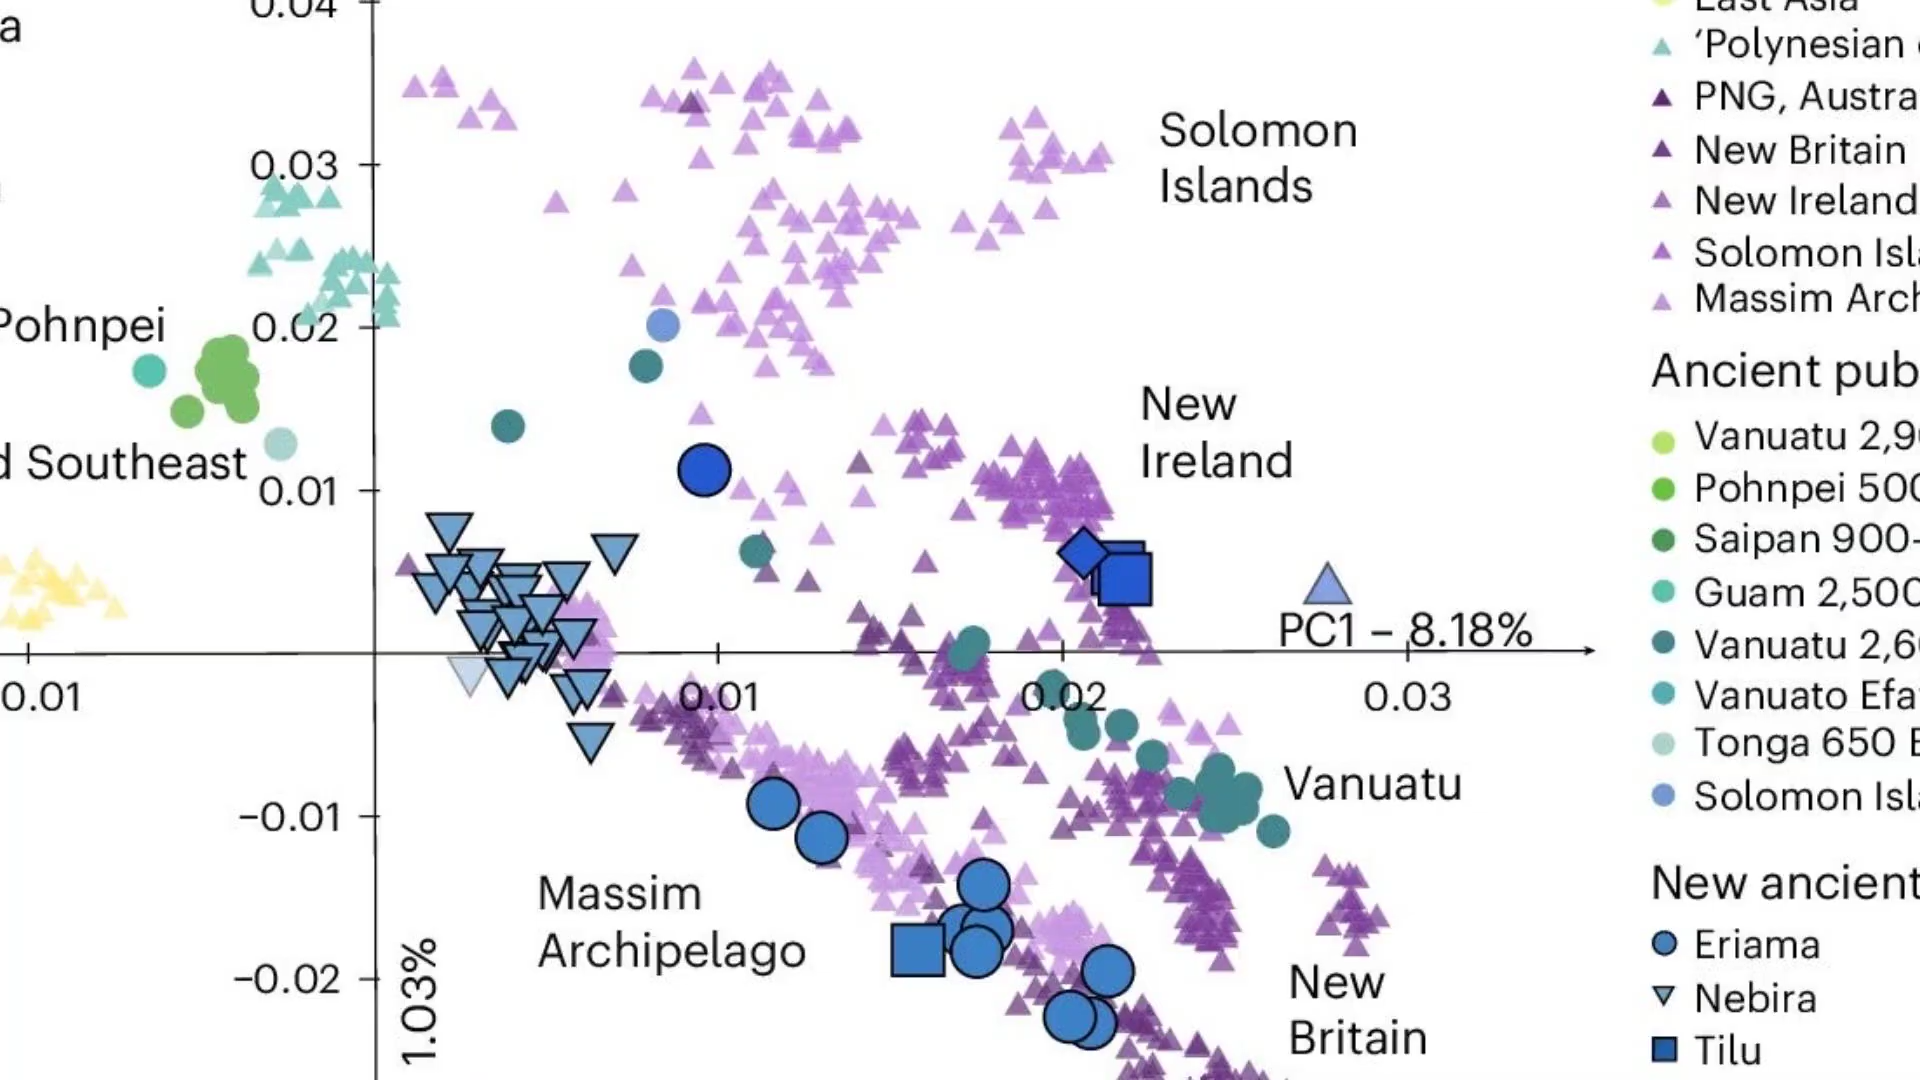 0.04
a
0.03
Pohnpei
0.02
d Southeast
0.01
Solomon
Islands
New
Ireland
PC1 – 8.18%
0.01
0.01
0.02
0.03
Vanuatu
−0.01
Massim
Archipelago
−0.02
1.03%
New
Britain
East Asia
‘Polynesian
PNG, Austra
New Britain
New Ireland
Solomon Isl
Massim Arch
Ancient pub
Vanuatu 2,9
Pohnpei 500
Saipan 900-
Guam 2,500
Vanuatu 2,6
Vanuato Efa
Tonga 650
Solomon Isl
New ancient
Eriama
Nebira
Tilu